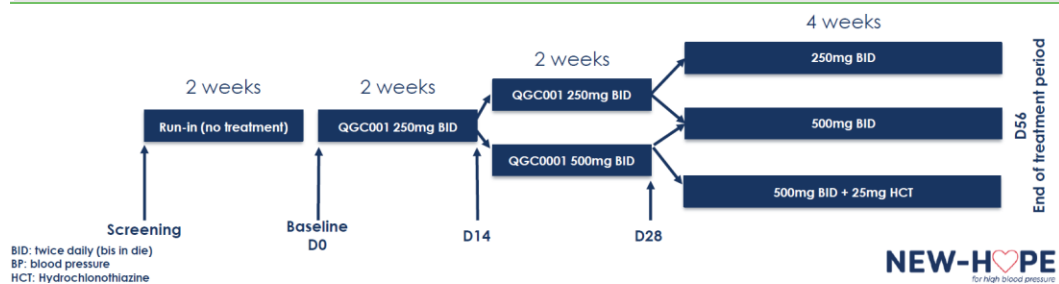 4 weeks
2 weeks
2 weeks
2 weeks
250mg BID
QGC001 250mg BID
Run-in (no treatment)
QGC001 250mg BID
500mg BID
QGC0001 500mg BID
500mg BID + 25mg HCT
D56
End of treatment period
Screening
Baseline
D0
D14
D28
BID: twice daily (bis in die)
BP: blood pressure
HCT: Hydrochlonothiazine
NEW-HOPE
for high blood pressure